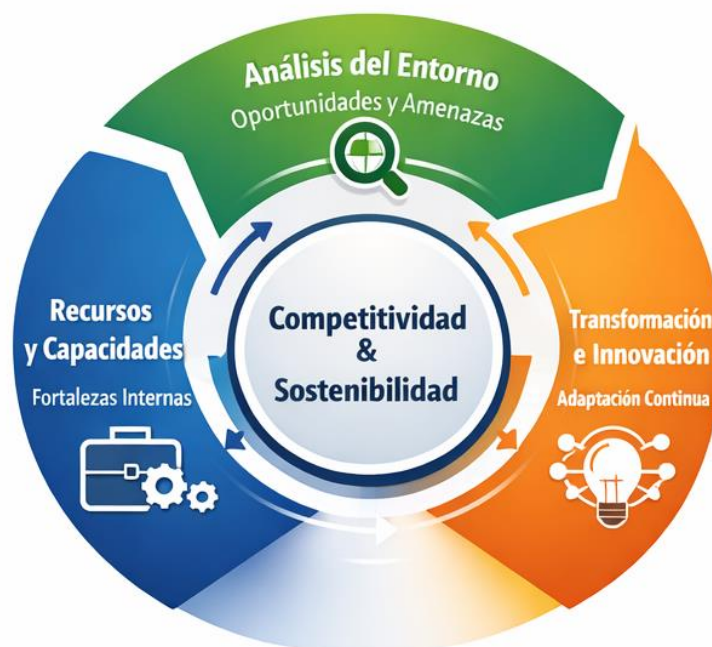 Análisis del Entorno
Oportunidades y Amenazas
Recursos
y Capacidades
Fortalezas Internas
Competitividad
&
Sostenibilidad
Transformación
e Innovación
Adaptación Continua